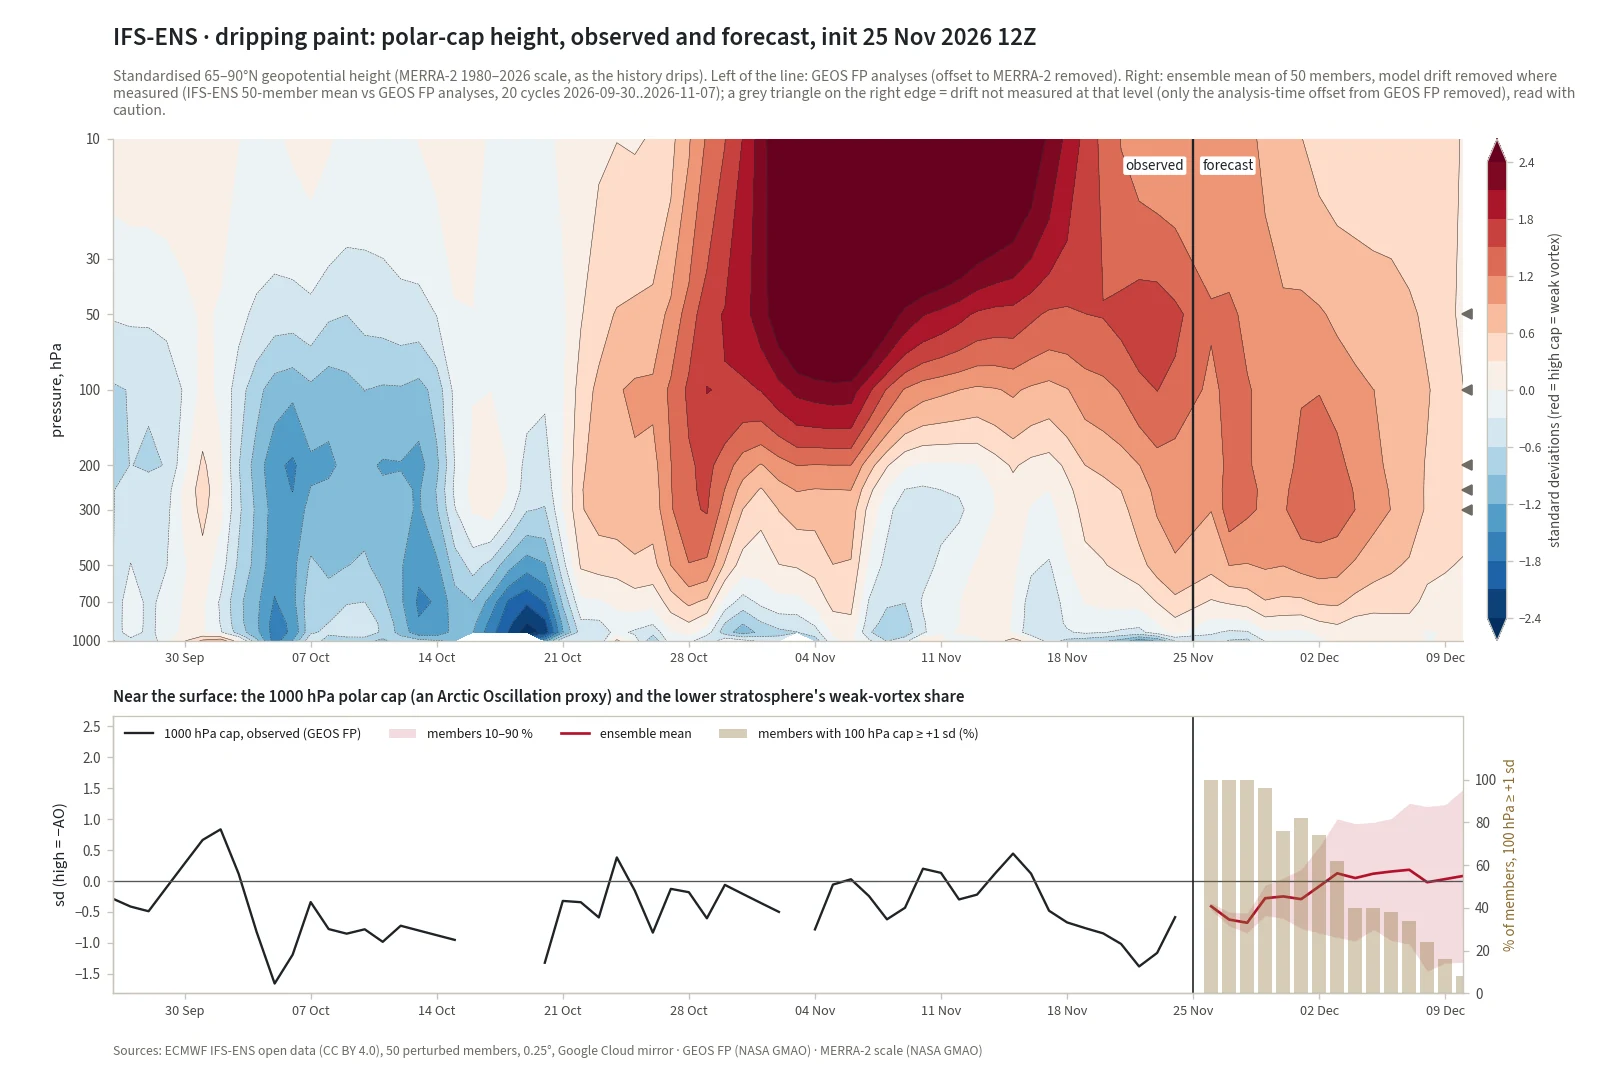 IFS-ENS · dripping paint: polar-cap height, observed and forecast, init 25 Nov 2026 12Z
Standardised 65–90°N geopotential height (MERRA-2 1980–2026 scale, as the history drips). Left of the line: GEOS FP analyses (offset to MERRA-2 removed). Right: ensemble mean of 50 members, model drift removed where
measured (IFS-ENS 50-member mean vs GEOS FP analyses, 20 cycles 2026-09-30..2026-11-07); a grey triangle on the right edge = drift not measured at that level (only the analysis-time offset from GEOS FP removed), read with
caution.
observed
forecast
pressure, hPa
10
30
50
100
200
300
500
700
1000
30 Sep
07 Oct
14 Oct
21 Oct
28 Oct
04 Nov
11 Nov
18 Nov
25 Nov
02 Dec
09 Dec
2.4
1.8
1.2
0.6
0.0
−0.6
−1.2
−1.8
−2.4
standard deviations (red = high cap = weak vortex)
Near the surface: the 1000 hPa polar cap (an Arctic Oscillation proxy) and the lower stratosphere's weak-vortex share
1000 hPa cap, observed (GEOS FP)
members 10–90 %
ensemble mean
members with 100 hPa cap ≥ +1 sd (%)
sd (high = −AO)
2.5
2.0
1.5
1.0
0.5
0.0
−0.5
−1.0
−1.5
100
80
60
40
20
0
% of members, 100 hPa ≥ +1 sd
30 Sep
07 Oct
14 Oct
21 Oct
28 Oct
04 Nov
11 Nov
18 Nov
25 Nov
02 Dec
09 Dec
Sources: ECMWF IFS-ENS open data (CC BY 4.0), 50 perturbed members, 0.25°, Google Cloud mirror · GEOS FP (NASA GMAO) · MERRA-2 scale (NASA GMAO)